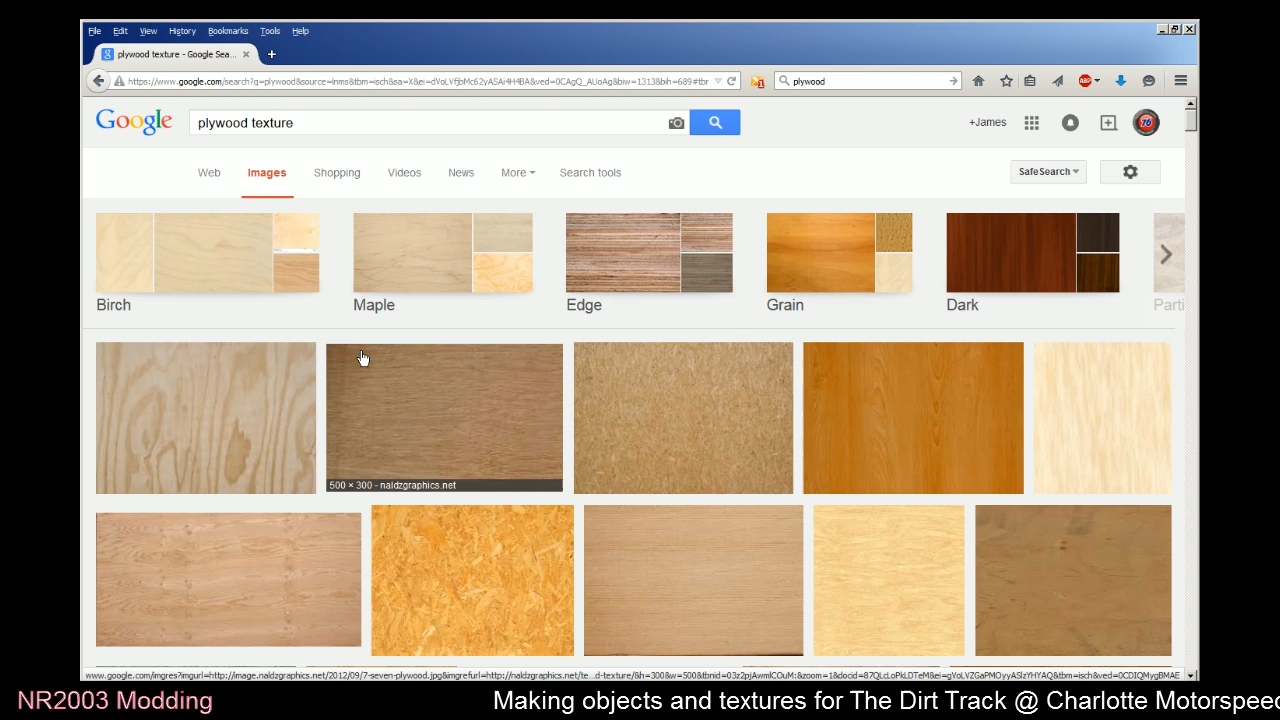 File Edit View History Bookmarks Tools Help
plywood texture - Google Sea...
plywood
Google
plywood texture
+James
76
Web Images Shopping Videos News More Search tools
SafeSearch
Birch
Maple
Edge
Grain
Dark
Parti
500 × 300 - naldzgraphics.net
NR2003 Modding
Making objects and textures for The Dirt Track @ Charlotte Motorspee